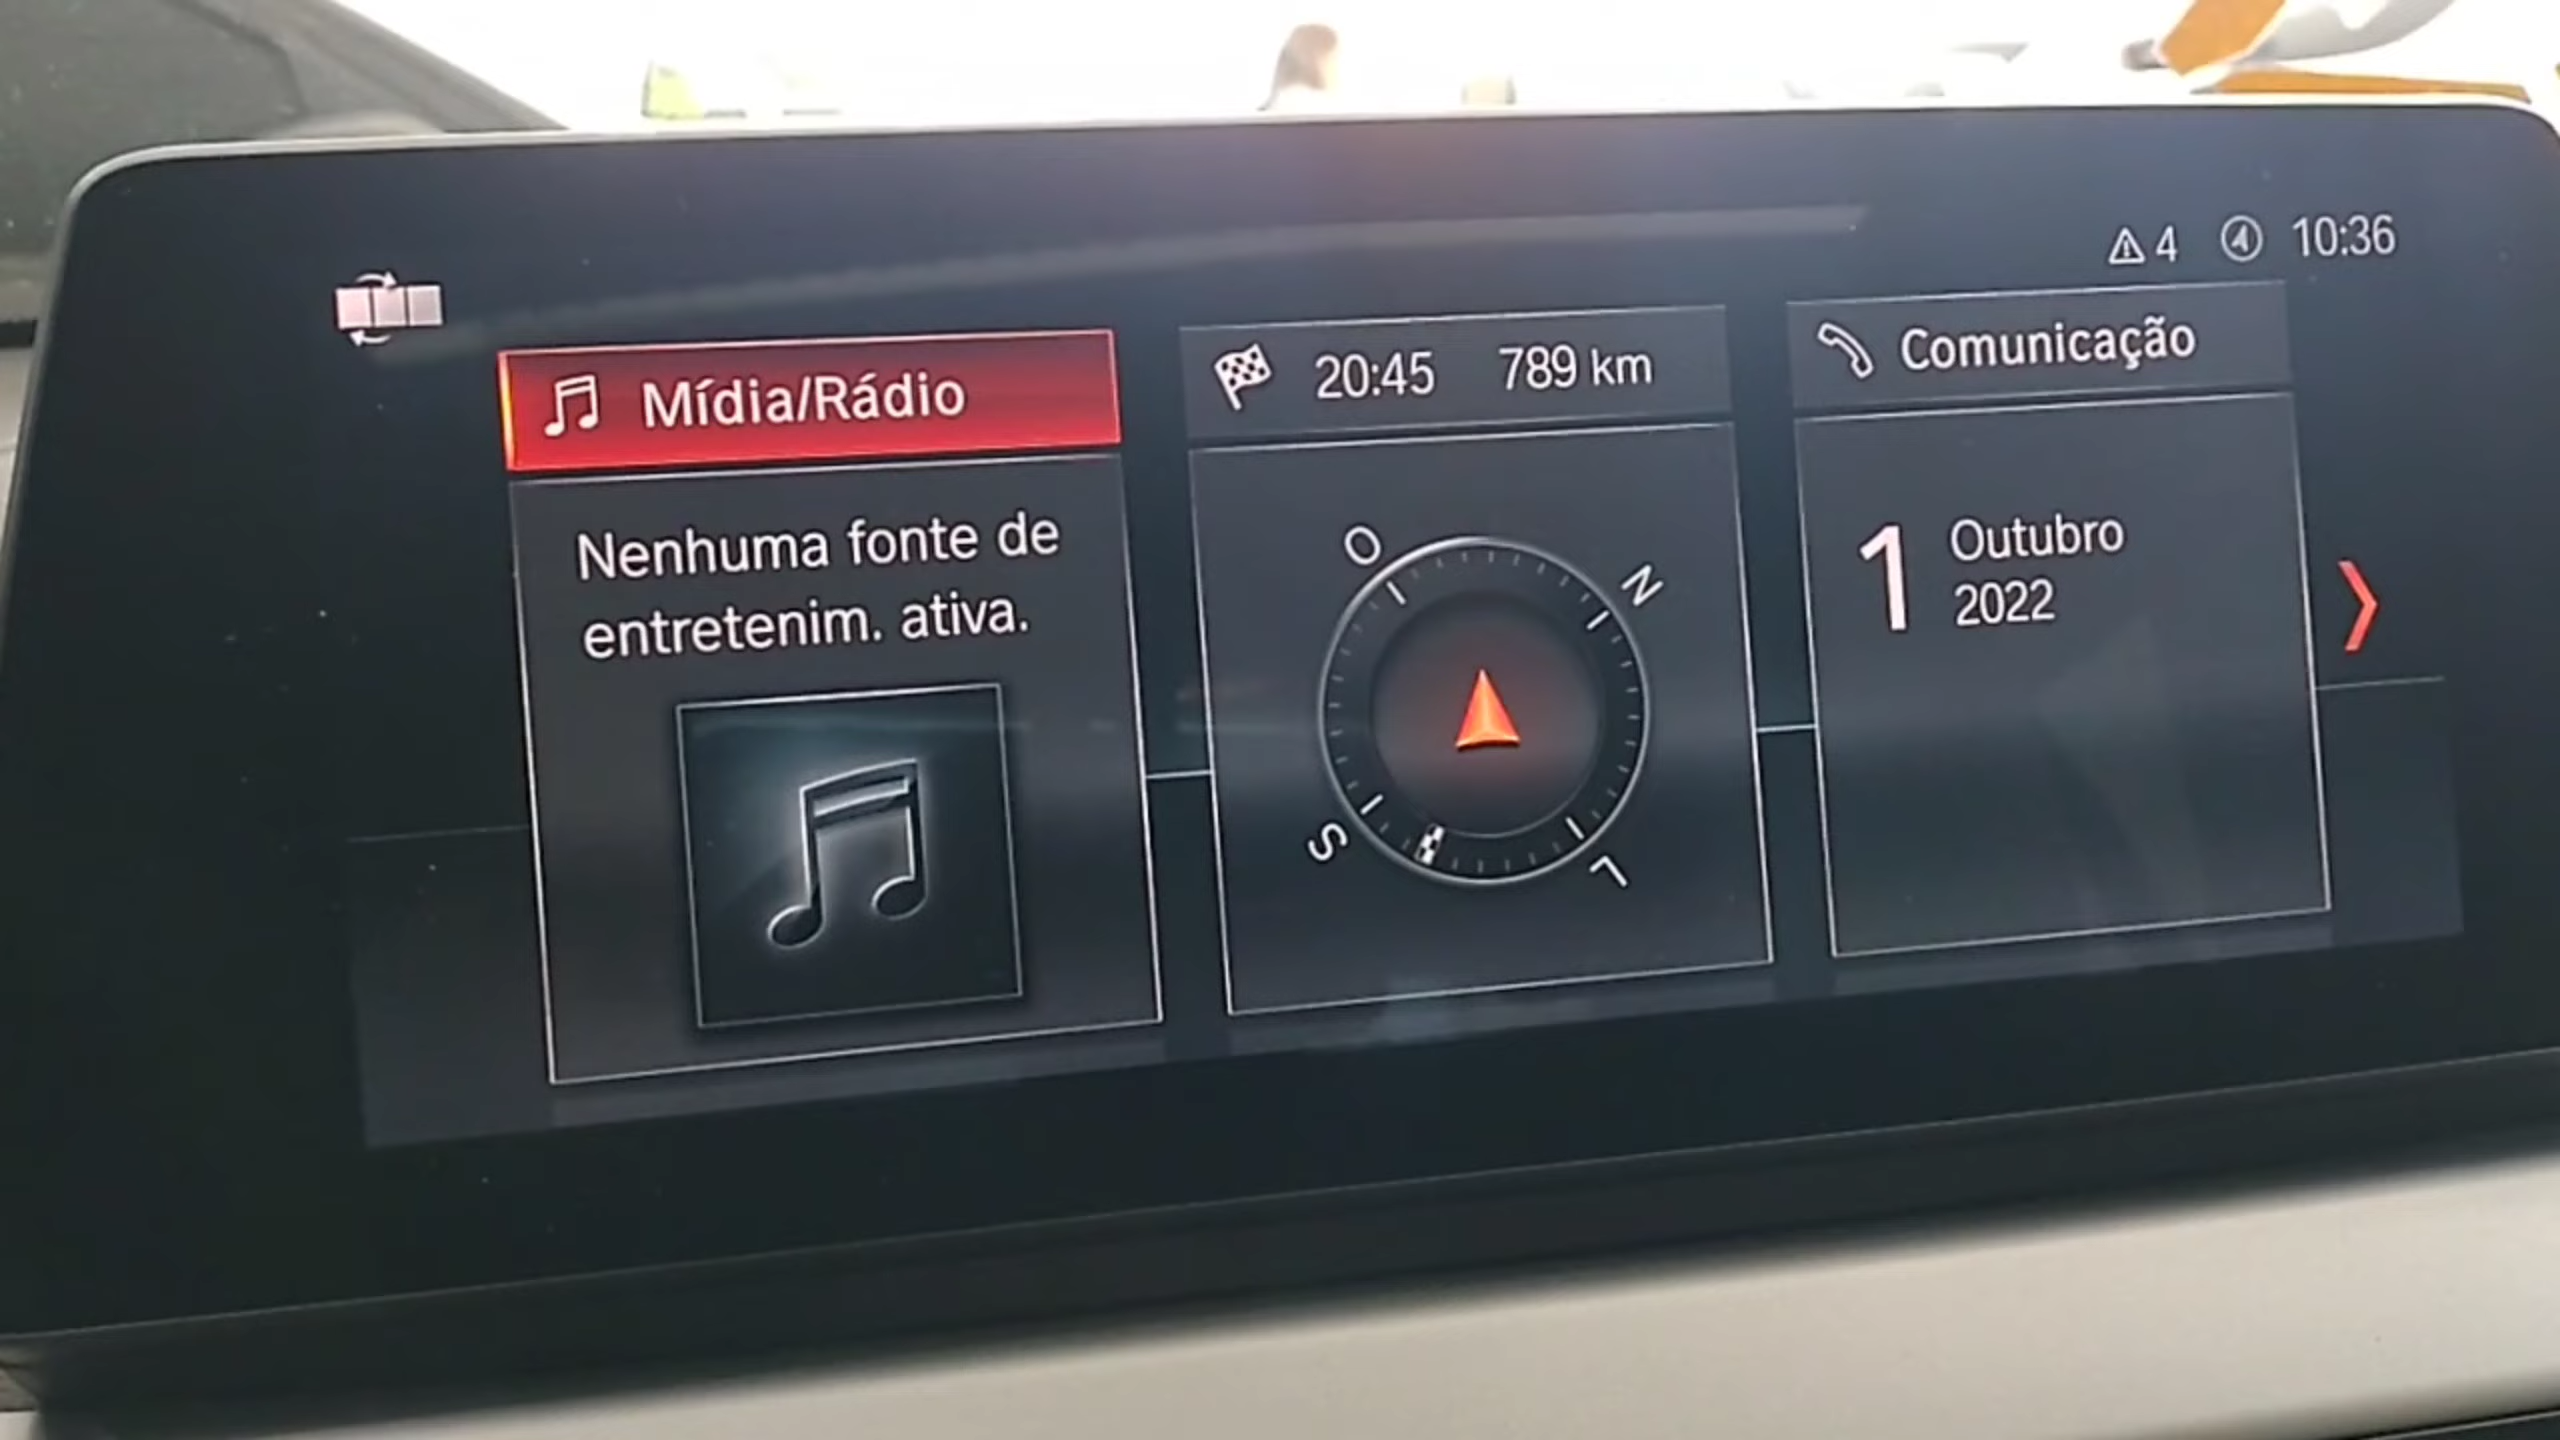 4 10:36
Mídia/Rádio
Nenhuma fonte de
entretenim. ativa.
20:45 789 km
O
N
S
L
Comunicação
1 Outubro
2022